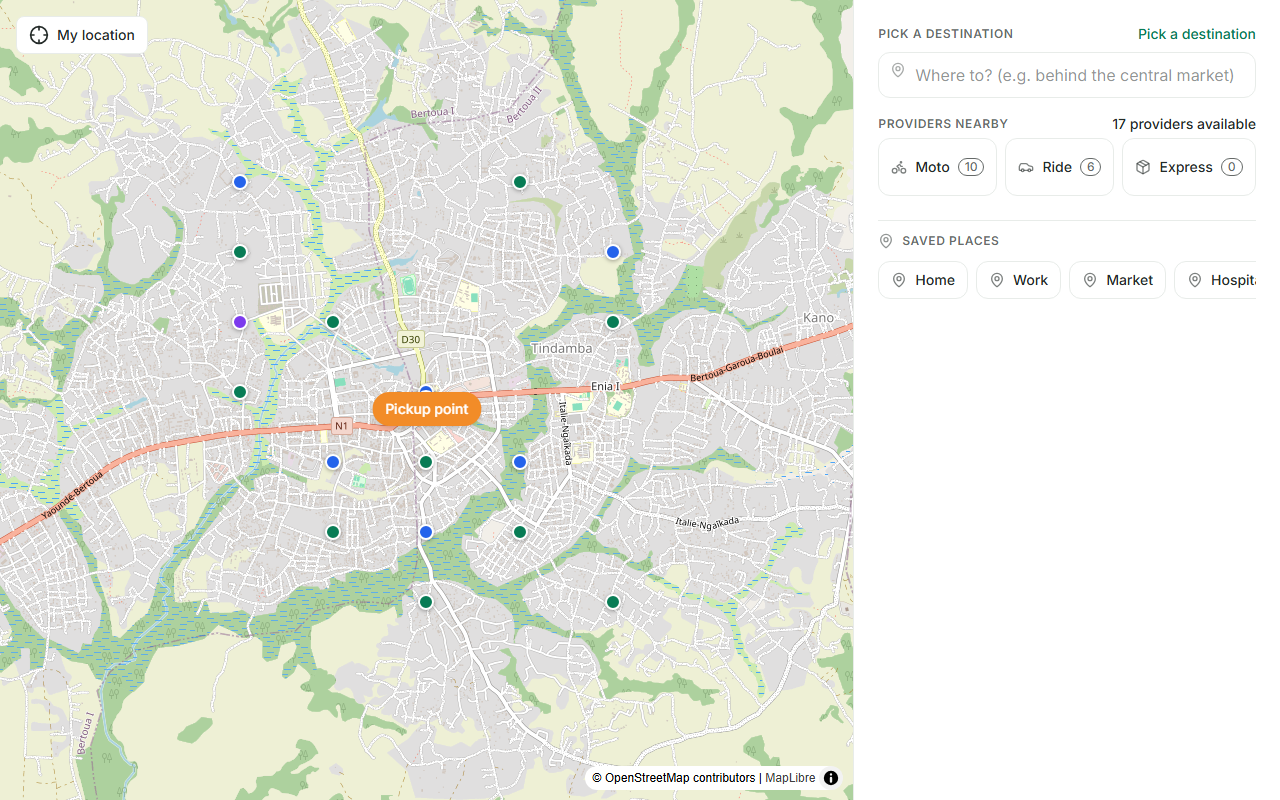 My location
PICK A DESTINATION
Pick a destination
Where to? (e.g. behind the central market)
PROVIDERS NEARBY
17 providers available
Moto 10
Ride 6
Express 0
SAVED PLACES
Home
Work
Market
Hospita
Bertoua I
Bertoua II
Kano
D30
Tindamba
Bertoua-Garoua-Boulai
Enia I
Pickup point
N1
Italie-Ngaïkada
Yaoundé-Bertoua
Italie-Ngaïkada
Bertoua I
© OpenStreetMap contributors | MapLibre